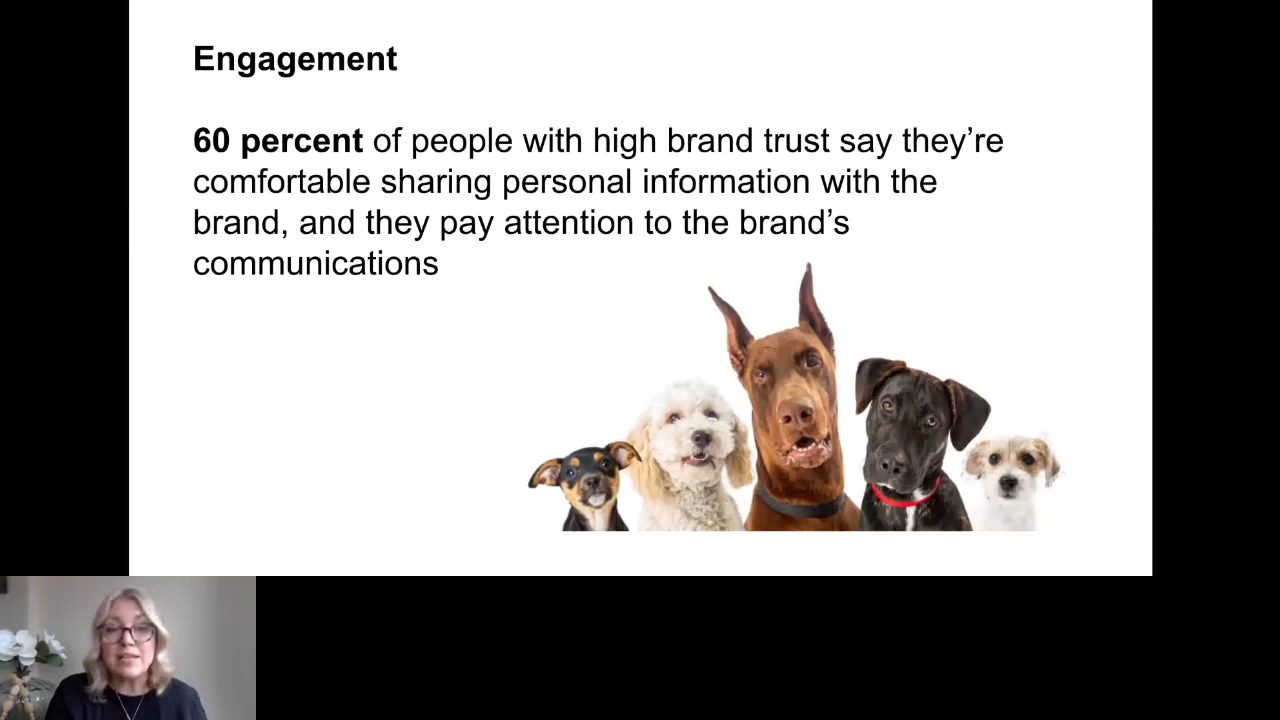 Engagement
60 percent of people with high brand trust say they’re
comfortable sharing personal information with the
brand, and they pay attention to the brand’s
communications